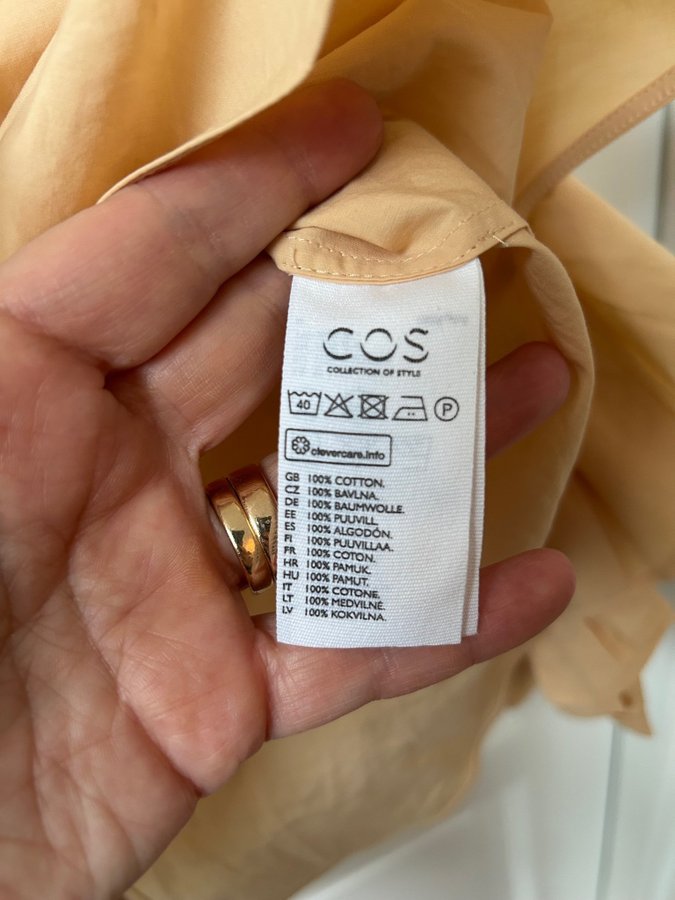 COS
COLLECTION OF STYLE
40 P
clevercare.info
GB 100% COTTON.
CZ 100% BAVLNA.
DE 100% BAUMWOLLE.
EE 100% PUUVILL.
ES 100% ALGODÓN.
FI 100% PUUVILLAA.
FR 100% COTON.
HR 100% PAMUK.
HU 100% PAMUT.
IT 100% COTONE.
LT 100% MEDVILNĖ.
LV 100% KOKVILNA.